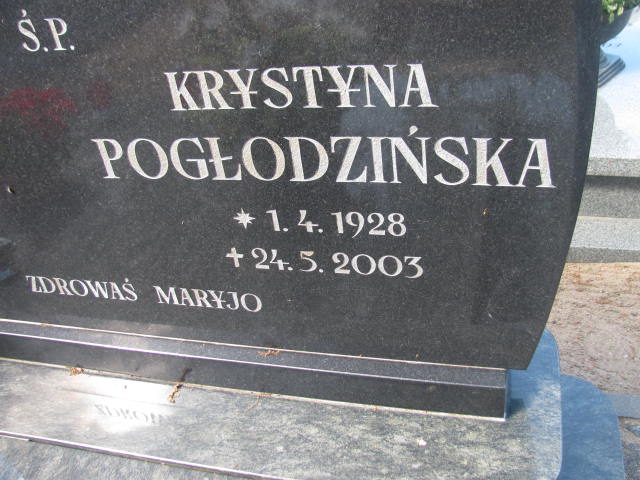 Ś.P.
KRYSTYNA
POGŁODZIŃSKA
* 1. 4. 1928
✝ 24. 5. 2003
ZDROWAŚ MARYJO